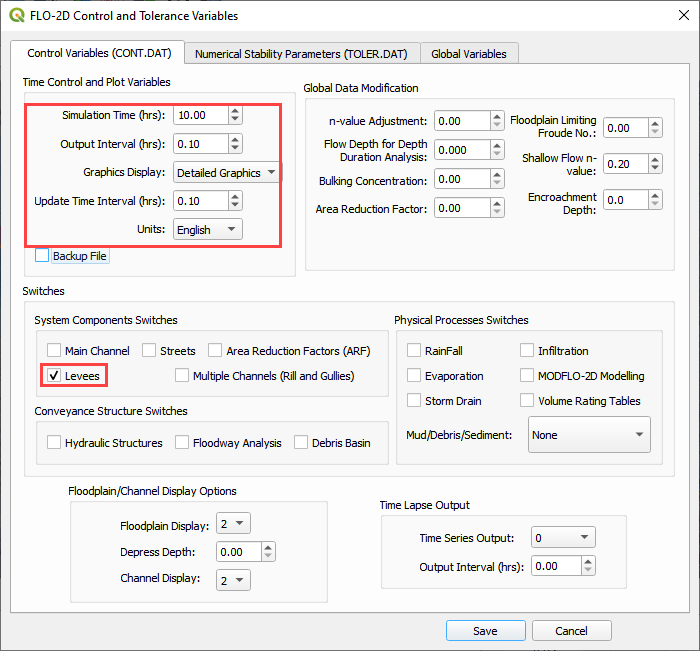 FLO-2D Control and Tolerance Variables
Control Variables (CONT.DAT)
Numerical Stability Parameters (TOLER.DAT)
Global Variables
Time Control and Plot Variables
Simulation Time (hrs): 10.00
Output Interval (hrs): 0.10
Graphics Display: Detailed Graphics
Update Time Interval (hrs): 0.10
Units: English
Backup File
Global Data Modification
n-value Adjustment: 0.00
Flow Depth for Depth
Duration Analysis: 0.000
Bulking Concentration: 0.00
Area Reduction Factor: 0.00
Floodplain Limiting
Froude No.: 0.00
Shallow Flow n-
value: 0.20
Encroachment
Depth: 0.0
Switches
System Components Switches
Main Channel Streets Area Reduction Factors (ARF)
Levees Multiple Channels (Rill and Gullies)
Conveyance Structure Switches
Hydraulic Structures Floodway Analysis Debris Basin
Physical Processes Switches
RainFall Infiltration
Evaporation MODFLO-2D Modelling
Storm Drain Volume Rating Tables
Mud/Debris/Sediment: None
Floodplain/Channel Display Options
Floodplain Display: 2
Depress Depth: 0.00
Channel Display: 2
Time Lapse Output
Time Series Output: 0
Output Interval (hrs): 0.00
Save Cancel